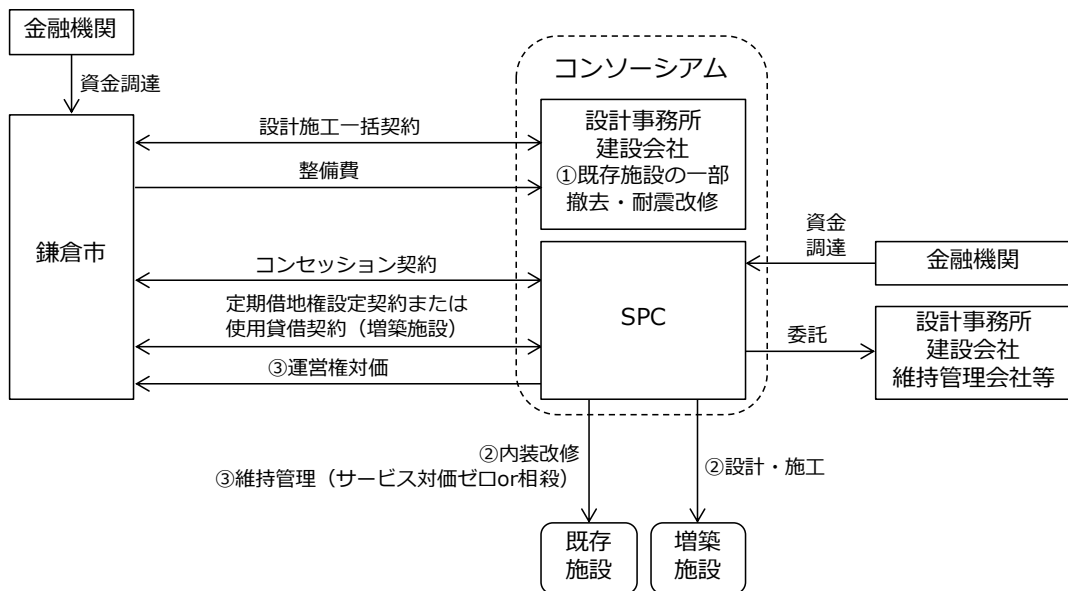 金融機関
資金調達
コンソーシアム
設計施工一括契約
整備費
設計事務所
建設会社
①既存施設の一部
撤去・耐震改修
鎌倉市
コンセッション契約
定期借地権設定契約または
使用貸借契約（増築施設）
③運営権対価
SPC
資金
調達
金融機関
委託
設計事務所
建設会社
維持管理会社等
②内装改修
③維持管理（サービス対価ゼロor相殺）
②設計・施工
既存
施設
増築
施設